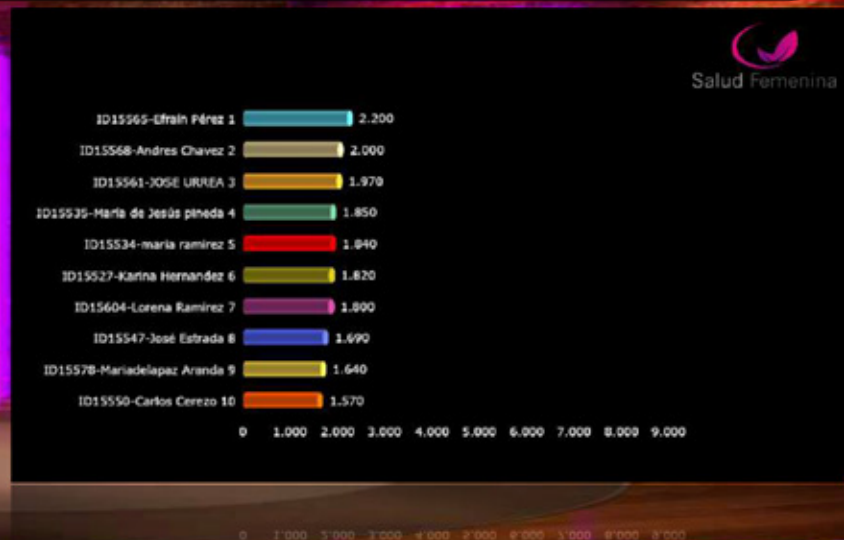 Salud Femenina
ID15565-Efraín Pérez 1 2.200
ID15568-Andres Chavez 2 2.000
ID15561-JOSE URREA 3 1.970
ID15535-María de Jesús pineda 4 1.850
ID15534-maria ramirez 5 1.840
ID15527-Karina Hernandez 6 1.820
ID15604-Lorena Ramirez 7 1.800
ID15547-José Estrada 8 1.690
ID15578-Mariadelapaz Aranda 9 1.640
ID15550-Carlos Cerezo 10 1.570
0 1.000 2.000 3.000 4.000 5.000 6.000 7.000 8.000 9.000